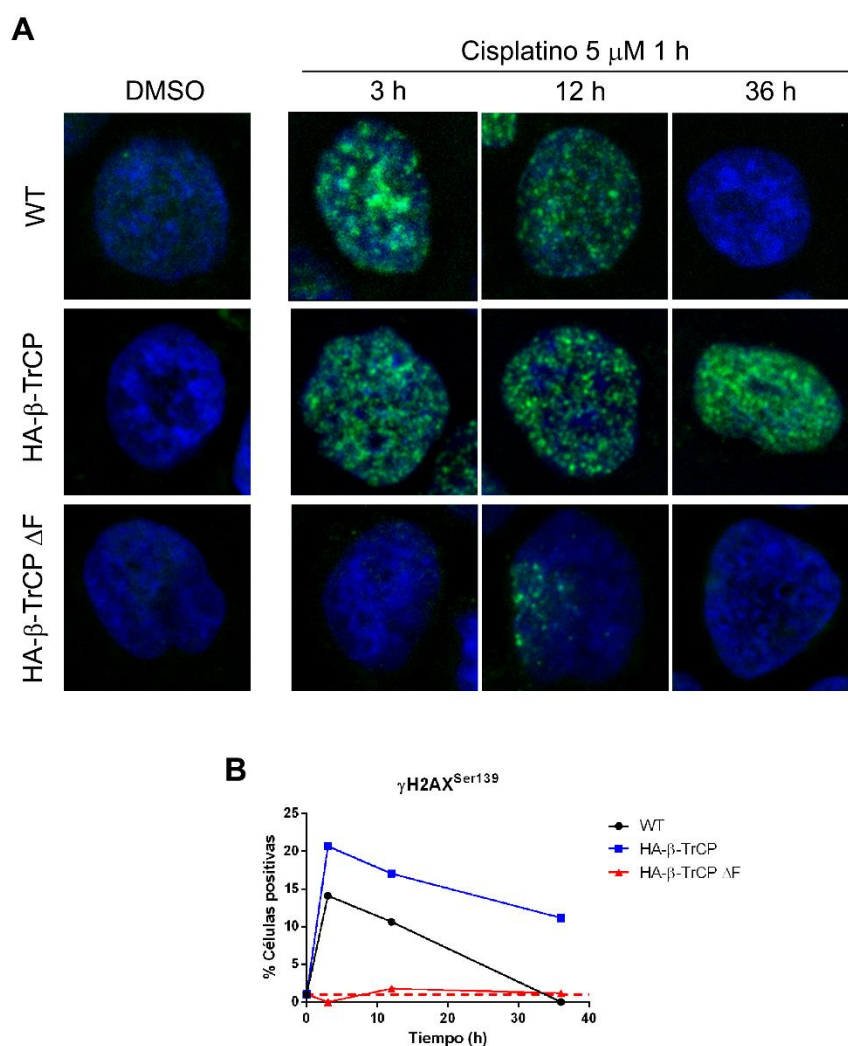 A
Cisplatino 5 μM 1 h
DMSO
3 h
12 h
36 h
WT
HA-β-TrCP
HA-β-TrCP ΔF
B
γH2AX^Ser139
% Células positivas
25
20
15
10
5
0
0
10
20
30
40
Tiempo (h)
WT
HA-β-TrCP
HA-β-TrCP ΔF